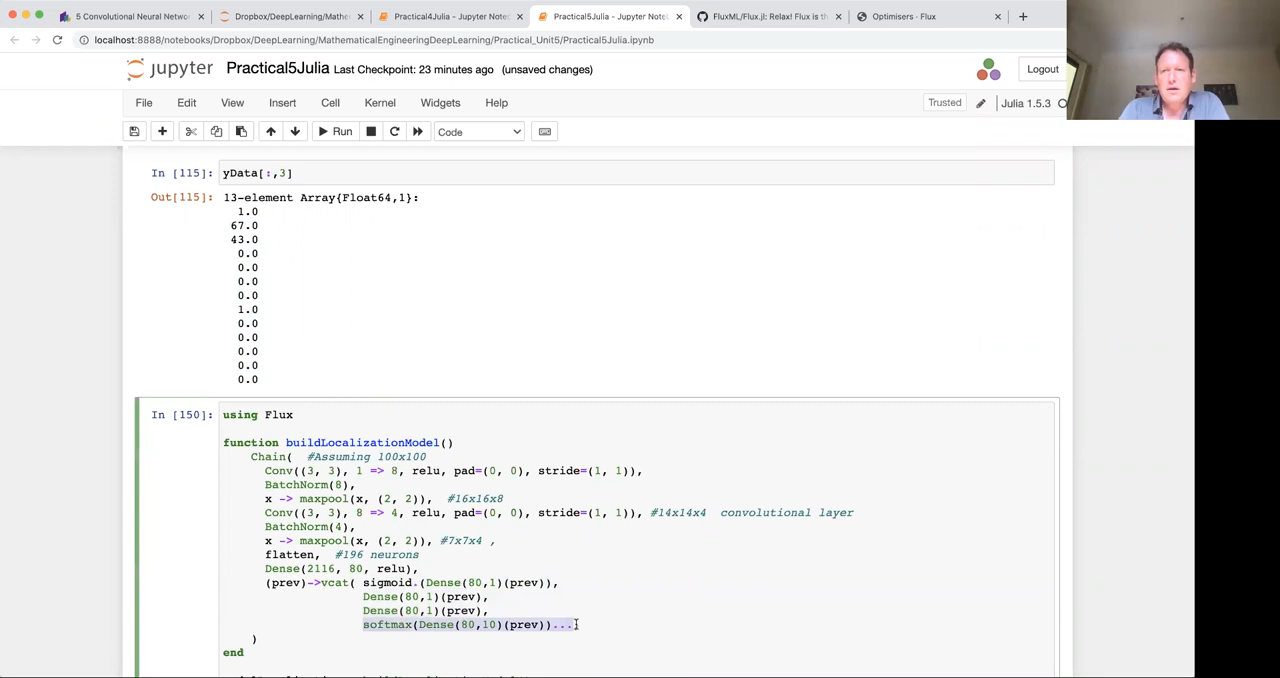 5 Convolutional Neural Netwo
Dropbox/DeepLearning/Mathe
Practical4Julia - Jupyter Note
Practical5Julia - Jupyter Note
FluxML/Flux.jl: Relax! Flux is th
Optimisers · Flux
localhost:8888/notebooks/Dropbox/DeepLearning/MathematicalEngineeringDeepLearning/Practical_Unit5/Practical5Julia.ipynb
jupyter Practical5Julia Last Checkpoint: 23 minutes ago (unsaved changes) Logout
File Edit View Insert Cell Kernel Widgets Help Trusted Julia 1.5.3
Run Code
In [115]: yData[:,3]
Out[115]: 13-element Array{Float64,1}:
1.0
67.0
43.0
0.0
0.0
0.0
0.0
1.0
0.0
0.0
0.0
0.0
0.0
In [150]: using Flux
function buildLocalizationModel()
Chain( #Assuming 100x100
Conv((3, 3), 1 => 8, relu, pad=(0, 0), stride=(1, 1)),
BatchNorm(8),
x -> maxpool(x, (2, 2)), #16x16x8
Conv((3, 3), 8 => 4, relu, pad=(0, 0), stride=(1, 1)), #14x14x4 convolutional layer
BatchNorm(4),
x -> maxpool(x, (2, 2)), #7x7x4 ,
flatten, #196 neurons
Dense(2116, 80, relu),
(prev)->vcat( sigmoid.(Dense(80,1)(prev)),
Dense(80,1)(prev),
Dense(80,1)(prev),
softmax(Dense(80,10)(prev))...
)
end